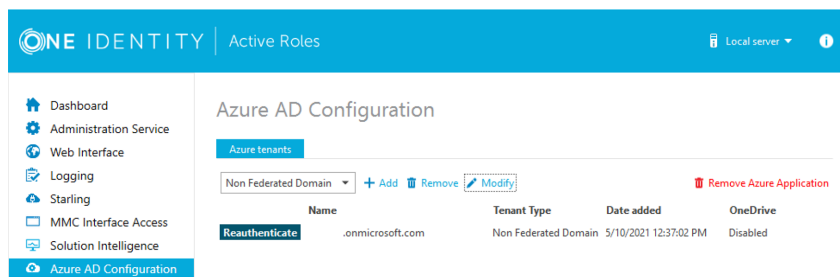 ONE IDENTITY Active Roles Local server
Dashboard
Administration Service
Web Interface
Logging
Starling
MMC Interface Access
Solution Intelligence
Azure AD Configuration
Azure AD Configuration
Azure tenants
Non Federated Domain Add Remove Modify Remove Azure Application
Name Tenant Type Date added OneDrive
Reauthenticate .onmicrosoft.com Non Federated Domain 5/10/2021 12:37:02 PM Disabled